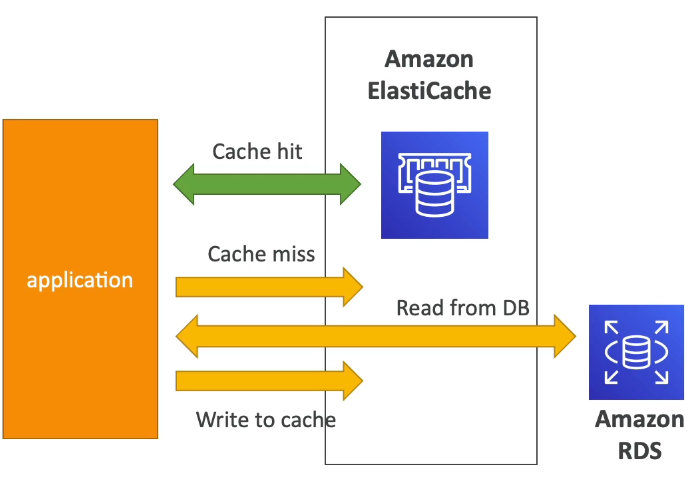 Amazon
ElastiCache
Cache hit
Cache miss
application
Read from DB
Write to cache
Amazon
RDS